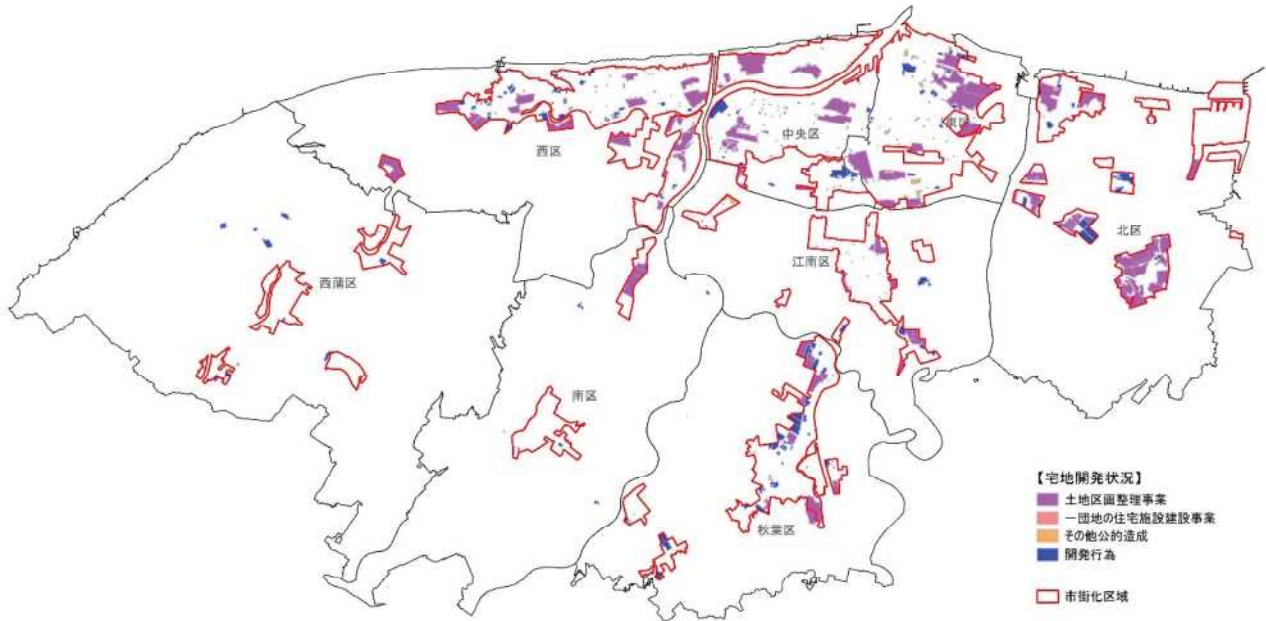 中央区
東区
西区
北区
江南区
西蒲区
南区
秋葉区
【宅地開発状況】
土地区画整理事業
一団地の住宅施設建設事業
その他公的造成
開発行為
市街化区域